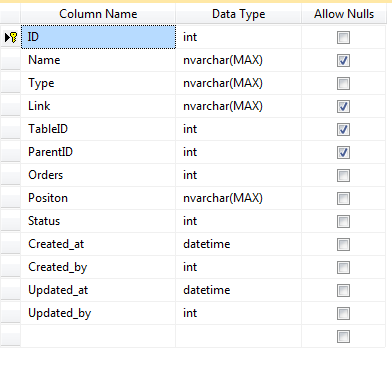 Column Name Data Type Allow Nulls
ID int
Name nvarchar(MAX)
Type nvarchar(MAX)
Link nvarchar(MAX)
TableID int
ParentID int
Orders int
Positon nvarchar(MAX)
Status int
Created_at datetime
Created_by int
Updated_at datetime
Updated_by int